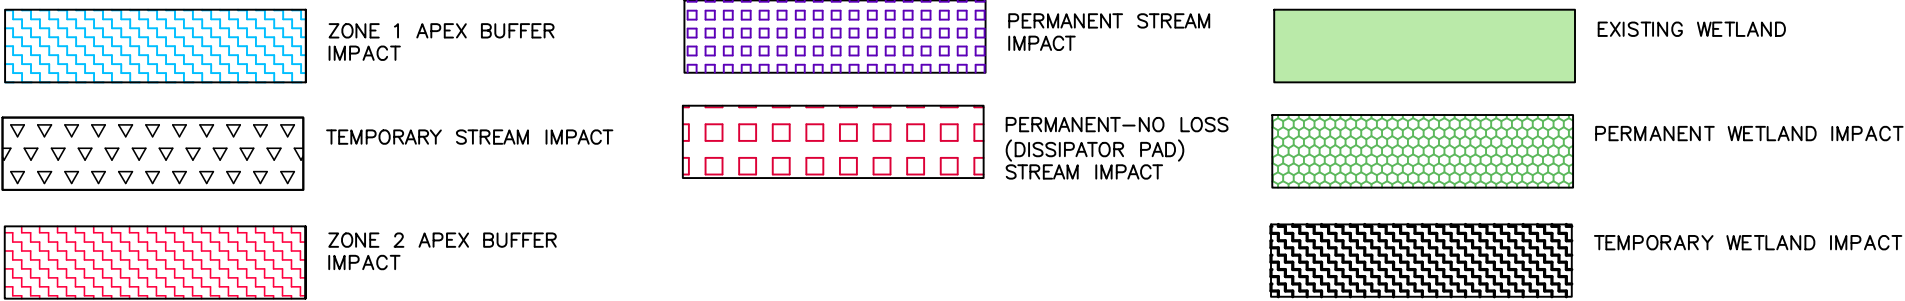 ZONE 1 APEX BUFFER
IMPACT
TEMPORARY STREAM IMPACT
ZONE 2 APEX BUFFER
IMPACT
PERMANENT STREAM
IMPACT
PERMANENT-NO LOSS
(DISSIPATOR PAD)
STREAM IMPACT
EXISTING WETLAND
PERMANENT WETLAND IMPACT
TEMPORARY WETLAND IMPACT